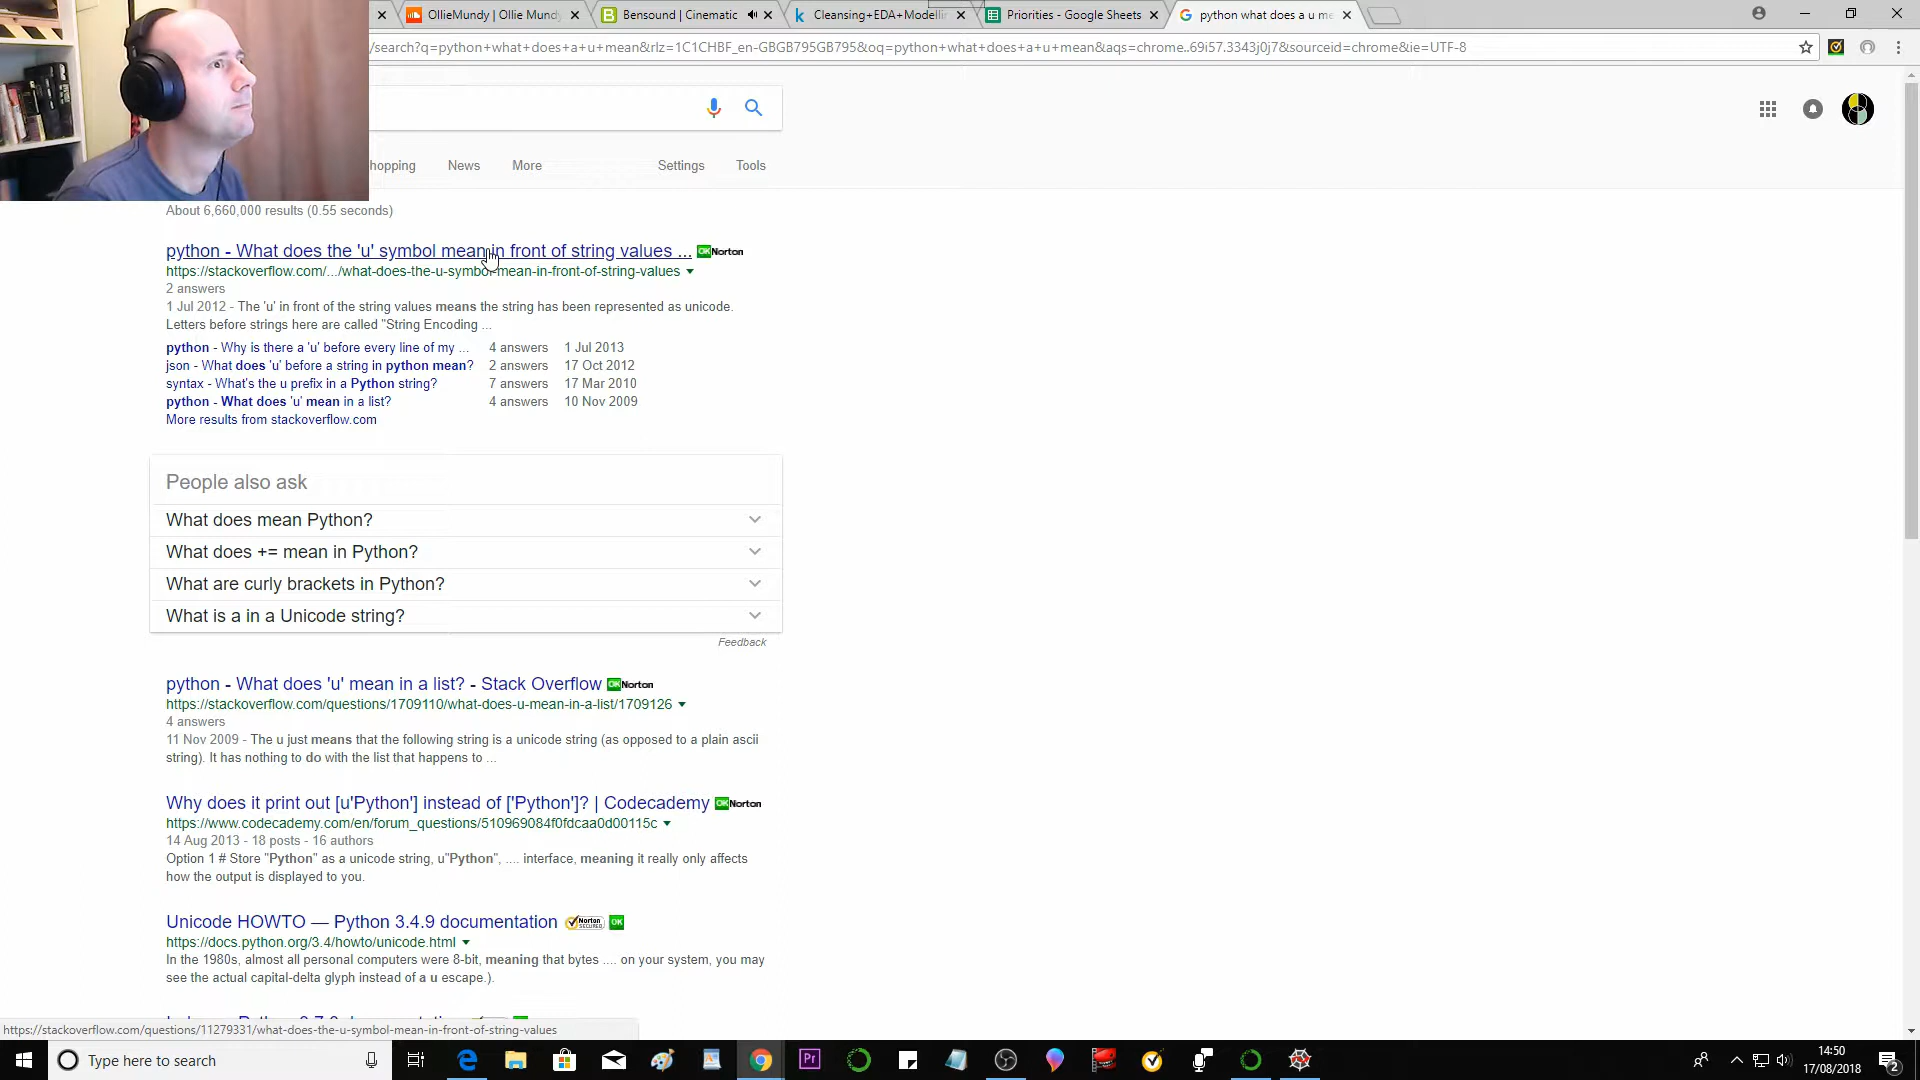 OllieMundy | Ollie Mund
Bensound | Cinematic
Cleansing+EDA+Modellin
Priorities - Google Sheets
python what does a u me
/search?q=python+what+does+a+u+mean&rlz=1C1CHBF_en-GBGB795GB795&oq=python+what+does+a+u+mean&aqs=chrome..69i57.3343j0j7&sourceid=chrome&ie=UTF-8
hopping
News
More
Settings
Tools
About 6,660,000 results (0.55 seconds)
python - What does the 'u' symbol mean in front of string values ... OK Norton
https://stackoverflow.com/.../what-does-the-u-symbol-mean-in-front-of-string-values
2 answers
1 Jul 2012 - The 'u' in front of the string values means the string has been represented as unicode.
Letters before strings here are called "String Encoding ...
python - Why is there a 'u' before every line of my ... 4 answers 1 Jul 2013
json - What does 'u' before a string in python mean? 2 answers 17 Oct 2012
syntax - What's the u prefix in a Python string? 7 answers 17 Mar 2010
python - What does 'u' mean in a list? 4 answers 10 Nov 2009
More results from stackoverflow.com
People also ask
What does mean Python?
What does += mean in Python?
What are curly brackets in Python?
What is a in a Unicode string?
Feedback
python - What does 'u' mean in a list? - Stack Overflow OK Norton
https://stackoverflow.com/questions/1709110/what-does-u-mean-in-a-list/1709126
4 answers
11 Nov 2009 - The u just means that the following string is a unicode string (as opposed to a plain ascii
string). It has nothing to do with the list that happens to ...
Why does it print out [u'Python'] instead of ['Python']? | Codecademy OK Norton
https://www.codecademy.com/en/forum_questions/510969084f0fdcaa0d00115c
14 Aug 2013 - 18 posts - 16 authors
Option 1 # Store "Python" as a unicode string, u"Python", .... interface, meaning it really only affects
how the output is displayed to you.
Unicode HOWTO — Python 3.4.9 documentation Norton SECURED OK
https://docs.python.org/3.4/howto/unicode.html
In the 1980s, almost all personal computers were 8-bit, meaning that bytes .... on your system, you may
see the actual capital-delta glyph instead of a u escape.).
https://stackoverflow.com/questions/11279331/what-does-the-u-symbol-mean-in-front-of-string-values
Type here to search
Pr
14:50
17/08/2018
2